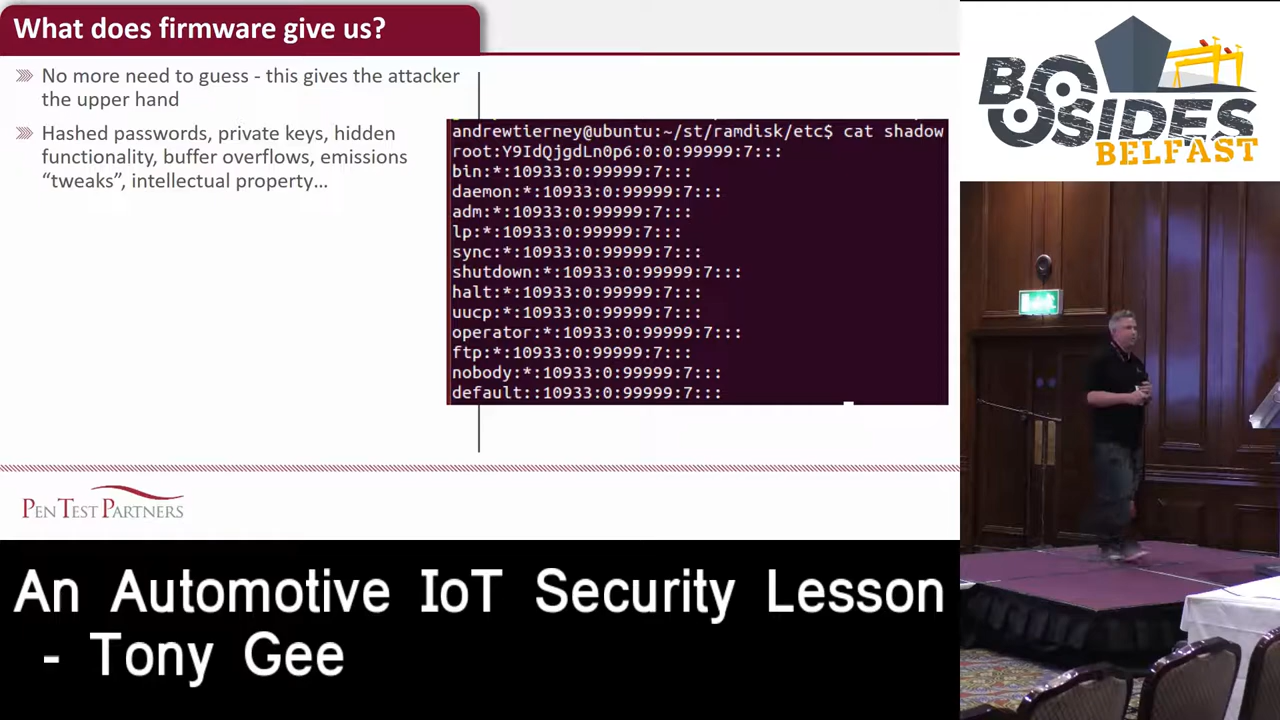 What does firmware give us?
No more need to guess - this gives the attacker
the upper hand
Hashed passwords, private keys, hidden
functionality, buffer overflows, emissions
“tweaks”, intellectual property…
andrewtierney@ubuntu:~/st/ramdisk/etc$ cat shadow
root:Y9IdQjgdLn0p6:0:0:99999:7:::
bin:*:10933:0:99999:7:::
daemon:*:10933:0:99999:7:::
adm:*:10933:0:99999:7:::
lp:*:10933:0:99999:7:::
sync:*:10933:0:99999:7:::
shutdown:*:10933:0:99999:7:::
halt:*:10933:0:99999:7:::
uucp:*:10933:0:99999:7:::
operator:*:10933:0:99999:7:::
ftp:*:10933:0:99999:7:::
nobody:*:10933:0:99999:7:::
default::10933:0:99999:7:::
PEN TEST PARTNERS
BSIDES
BELFAST
An Automotive IoT Security Lesson
- Tony Gee